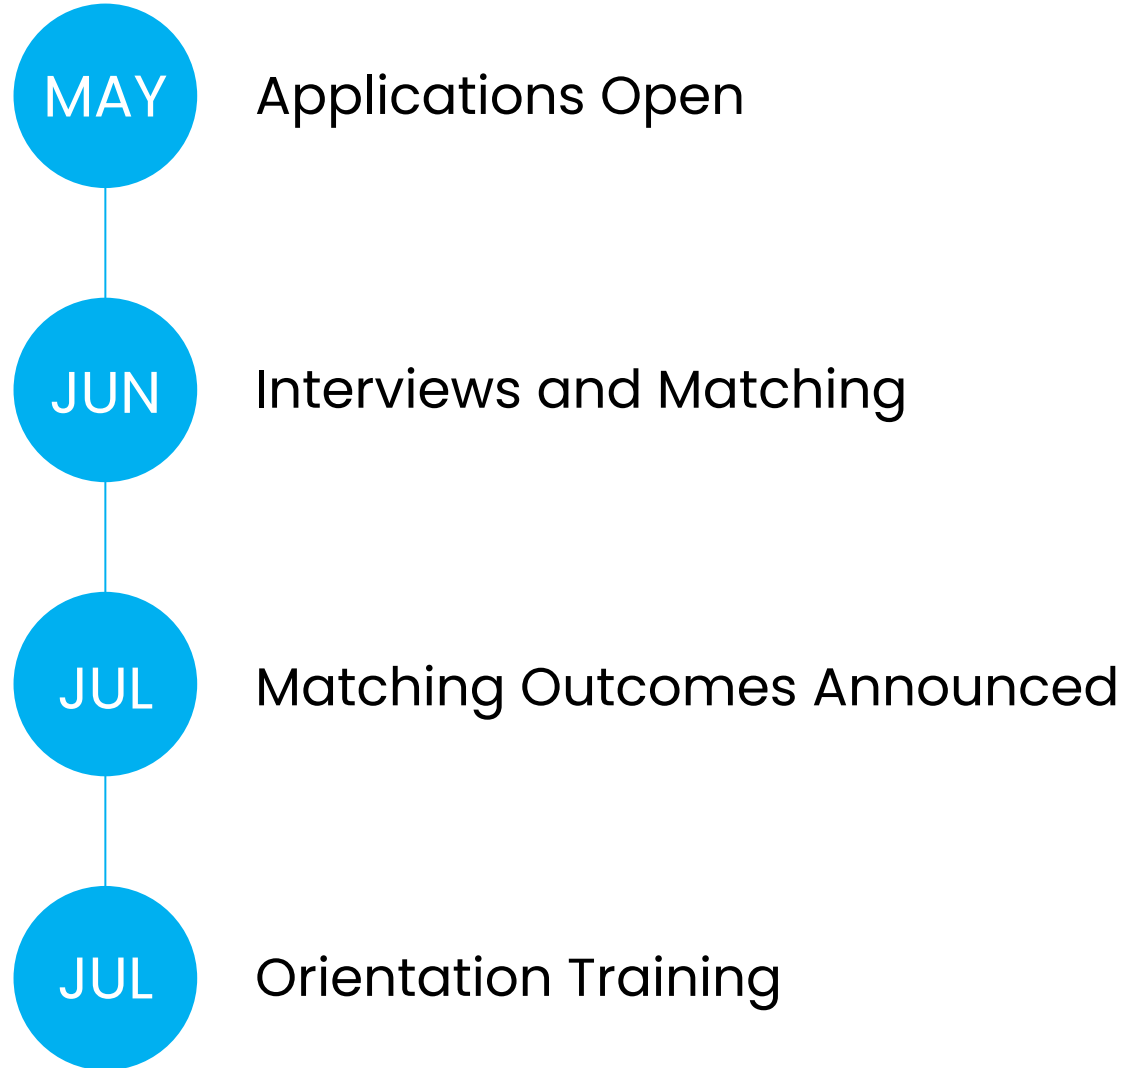 MAY
Applications Open
JUN
Interviews and Matching
JUL
Matching Outcomes Announced
JUL
Orientation Training